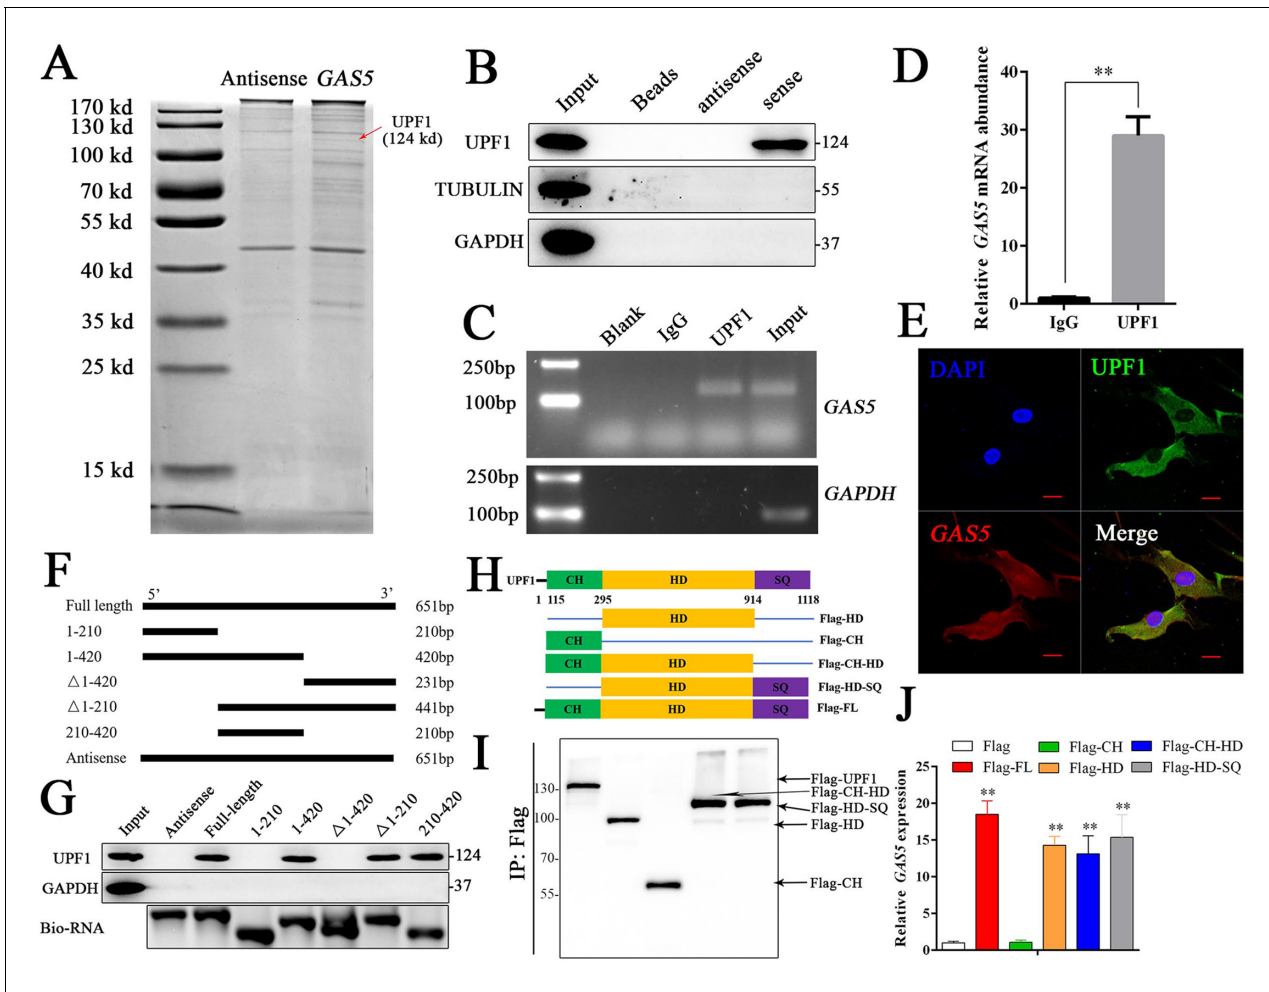 A
Antisense GAS5
170 kd
130 kd
100 kd
70 kd
55 kd
40 kd
35 kd
25 kd
15 kd
UPF1
(124 kd)
B
Input Beads antisense sense
UPF1 -124
TUBULIN -55
GAPDH -37
C
Blank IgG UPF1 Input
250bp
100bp
GAS5
250bp
100bp
GAPDH
D
Relative GAS5 mRNA abundance
40
30
20
10
0
**
IgG UPF1
E
DAPI UPF1
GAS5 Merge
F
5’ 3’
Full length 651bp
1-210 210bp
1-420 420bp
△1-420 231bp
△1-210 441bp
210-420 210bp
Antisense 651bp
G
Input Antisense Full-length 1-210 1-420 △1-420 △1-210 210-420
UPF1 -124
GAPDH -37
Bio-RNA
H
UPF1 CH HD SQ
1 115 295 914 1118
HD Flag-HD
CH Flag-CH
CH HD Flag-CH-HD
HD SQ Flag-HD-SQ
CH HD SQ Flag-FL
I
IP: Flag
130-
100-
70-
55-
Flag-UPF1
Flag-CH-HD
Flag-HD-SQ
Flag-HD
Flag-CH
J
Flag Flag-CH Flag-CH-HD
Flag-FL Flag-HD Flag-HD-SQ
Relative GAS5 expression
25
20
15
10
5
0
** ** ** **